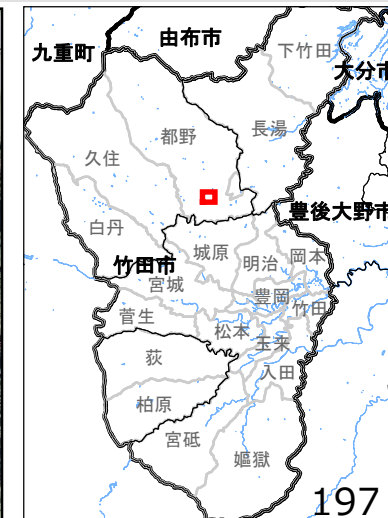 由布市
九重町
下竹田
大分市
都野
長湯
久住
白丹
豊後大野市
城原
岡本
明治
竹田市
宮城
豊岡
竹田
菅生
松本
玉来
荻
入田
柏原
宮砥
嫗獄
197